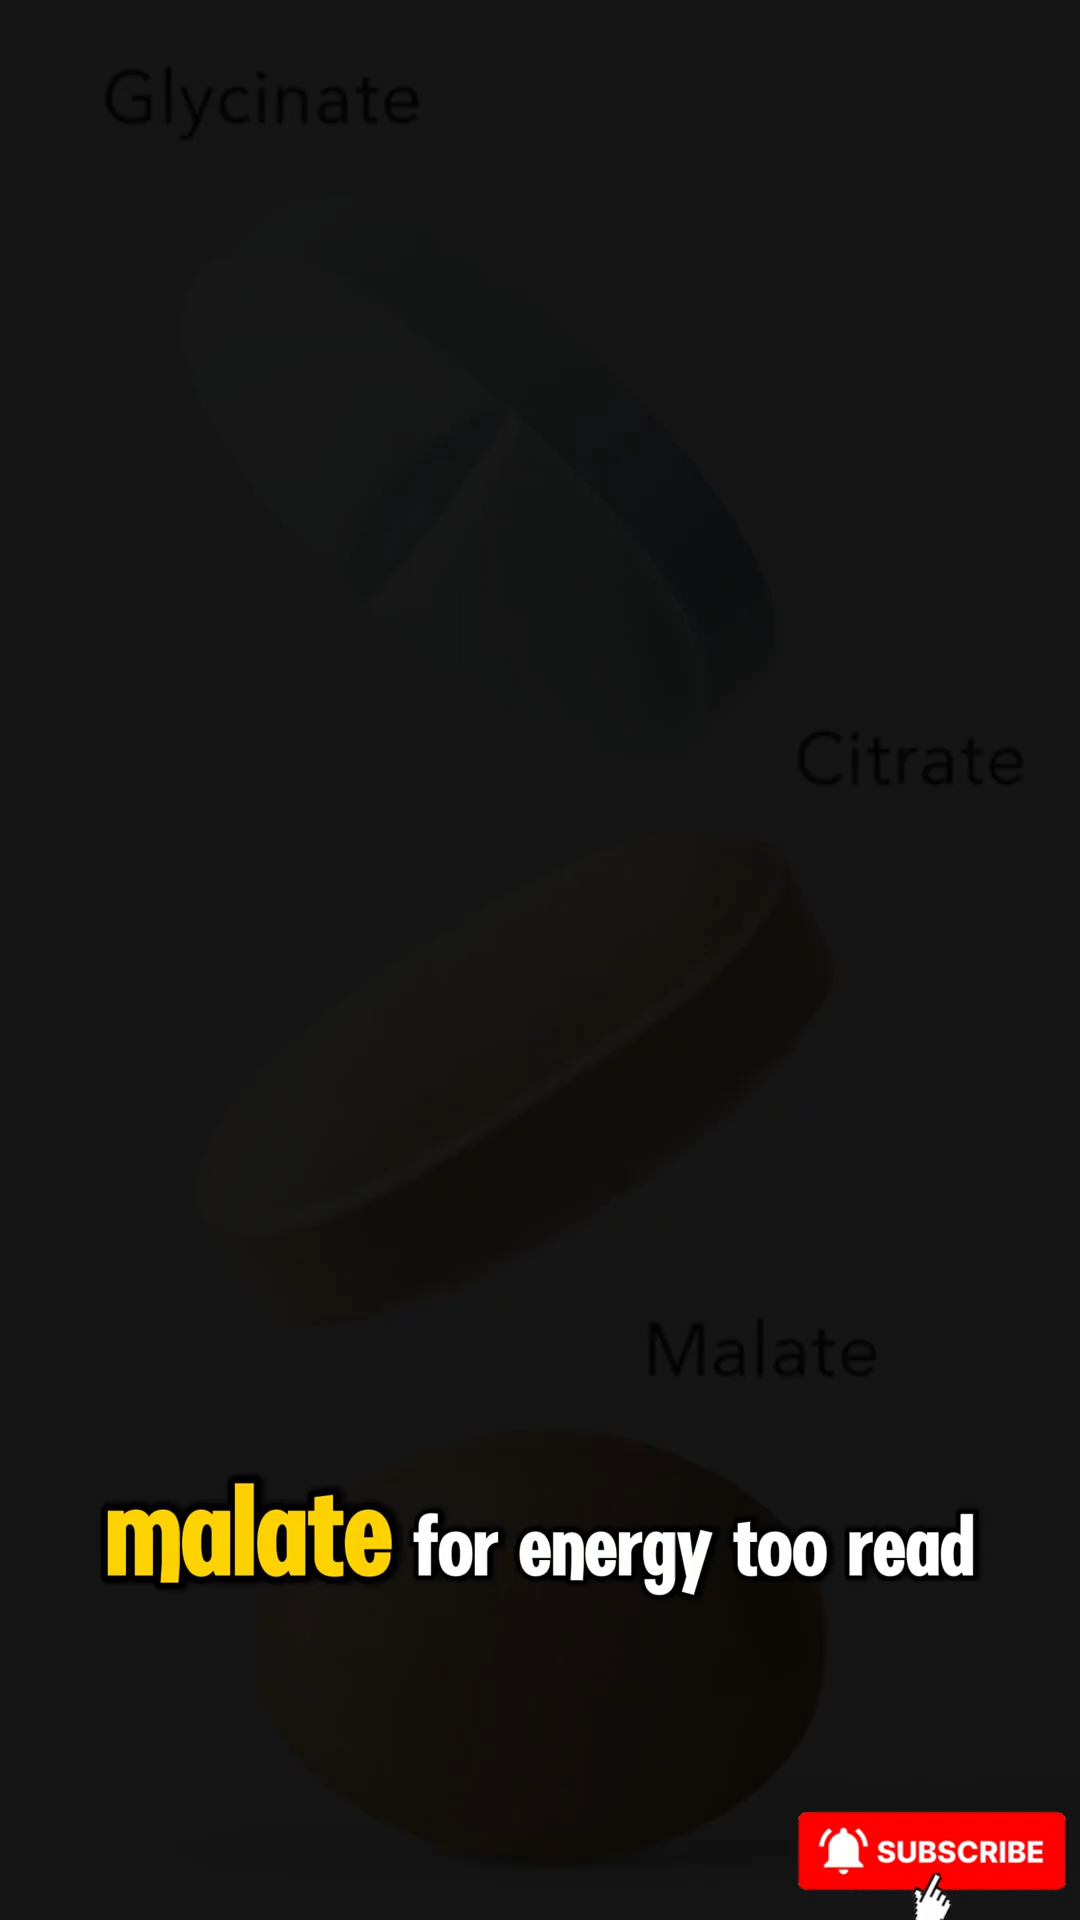 Glycinate
Citrate
Malate
malate for energy too read
SUBSCRIBE